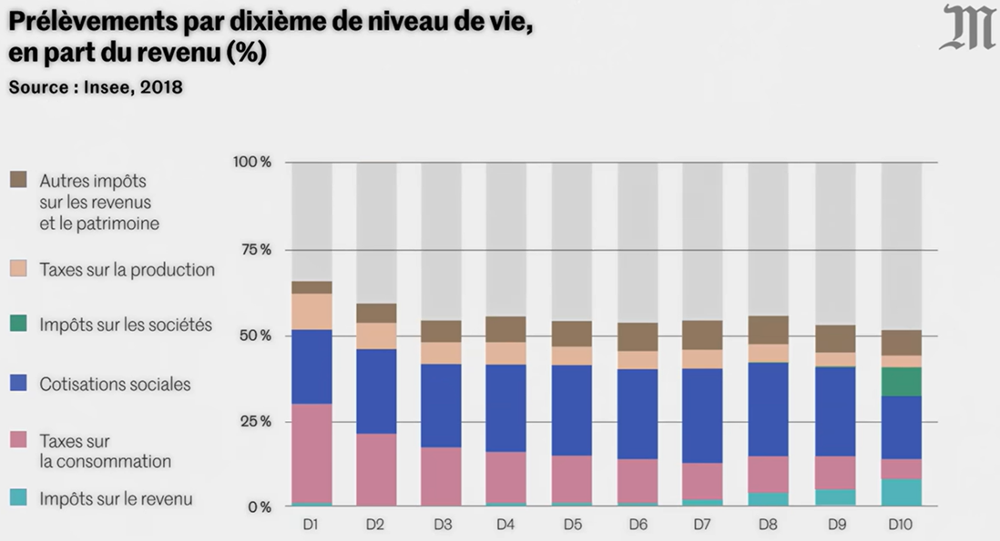 Prélèvements par dixième de niveau de vie,
en part du revenu (%)
Source : Insee, 2018
M
Autres impôts
sur les revenus
et le patrimoine
Taxes sur la production
Impôts sur les sociétés
Cotisations sociales
Taxes sur
la consommation
Impôts sur le revenu
100 %
75 %
50 %
25 %
0 %
D1 D2 D3 D4 D5 D6 D7 D8 D9 D10